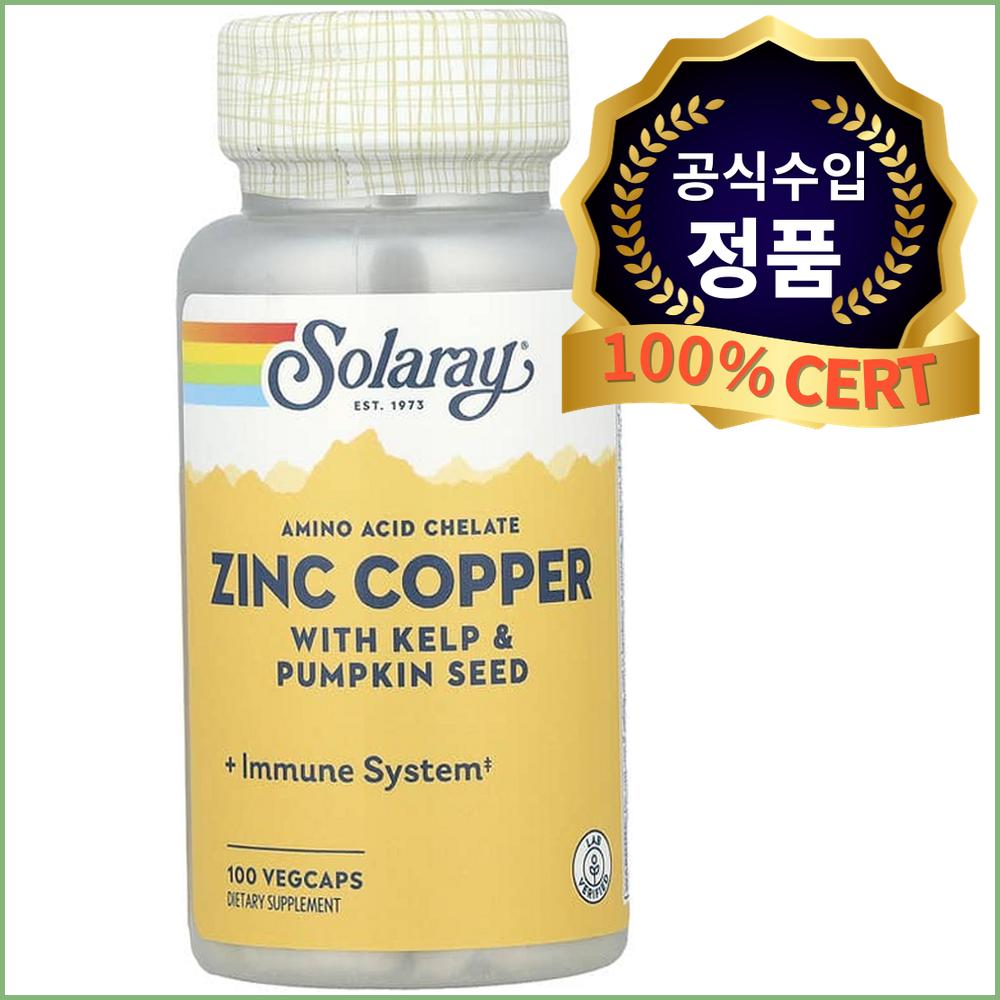 공식수입
정품
100% CERT
Solaray®
EST. 1973
AMINO ACID CHELATE
ZINC COPPER
WITH KELP &
PUMPKIN SEED
+ Immune System‡
100 VEGCAPS
DIETARY SUPPLEMENT
LAB
VERIFIED